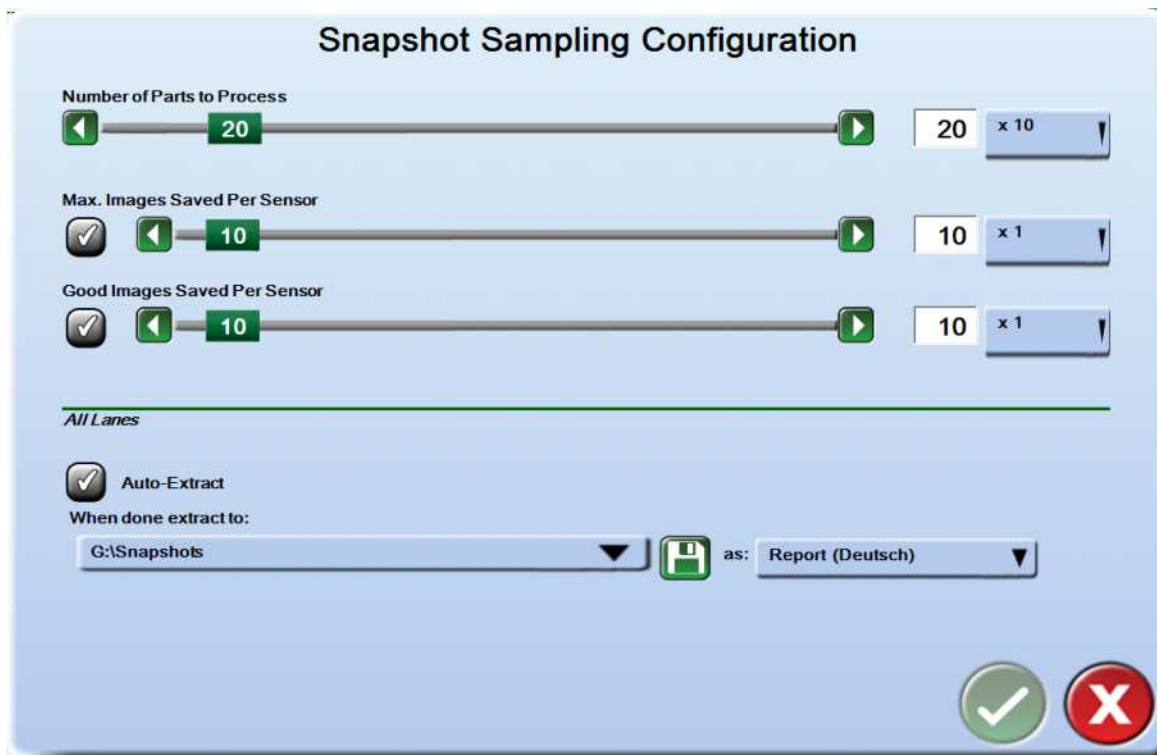 Snapshot Sampling Configuration
Number of Parts to Process
20 20 x 10
Max. Images Saved Per Sensor
10 10 x 1
Good Images Saved Per Sensor
10 10 x 1
All Lanes
Auto-Extract
When done extract to:
G:\Snapshots as: Report (Deutsch)